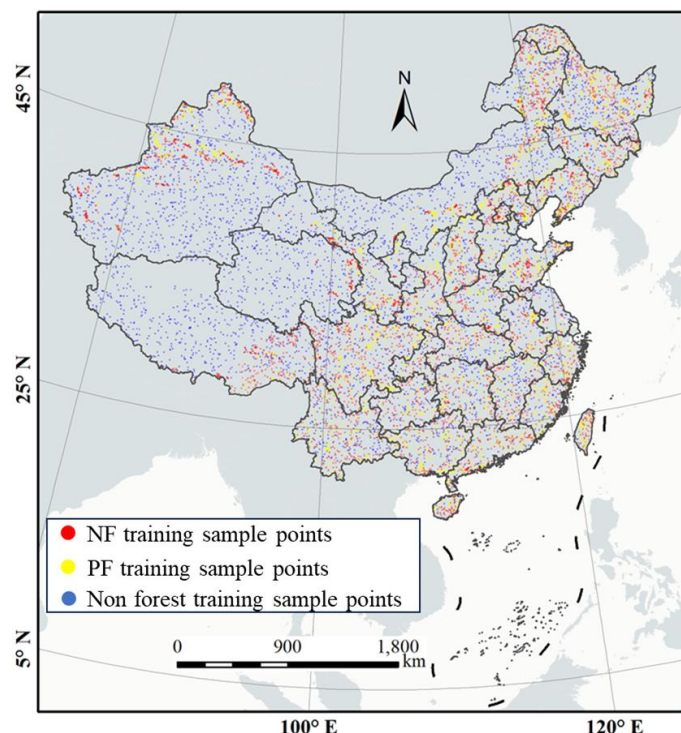 N
45° N
25° N
5° N
NF training sample points
PF training sample points
Non forest training sample points
0 900 1,800
km
100° E 120° E